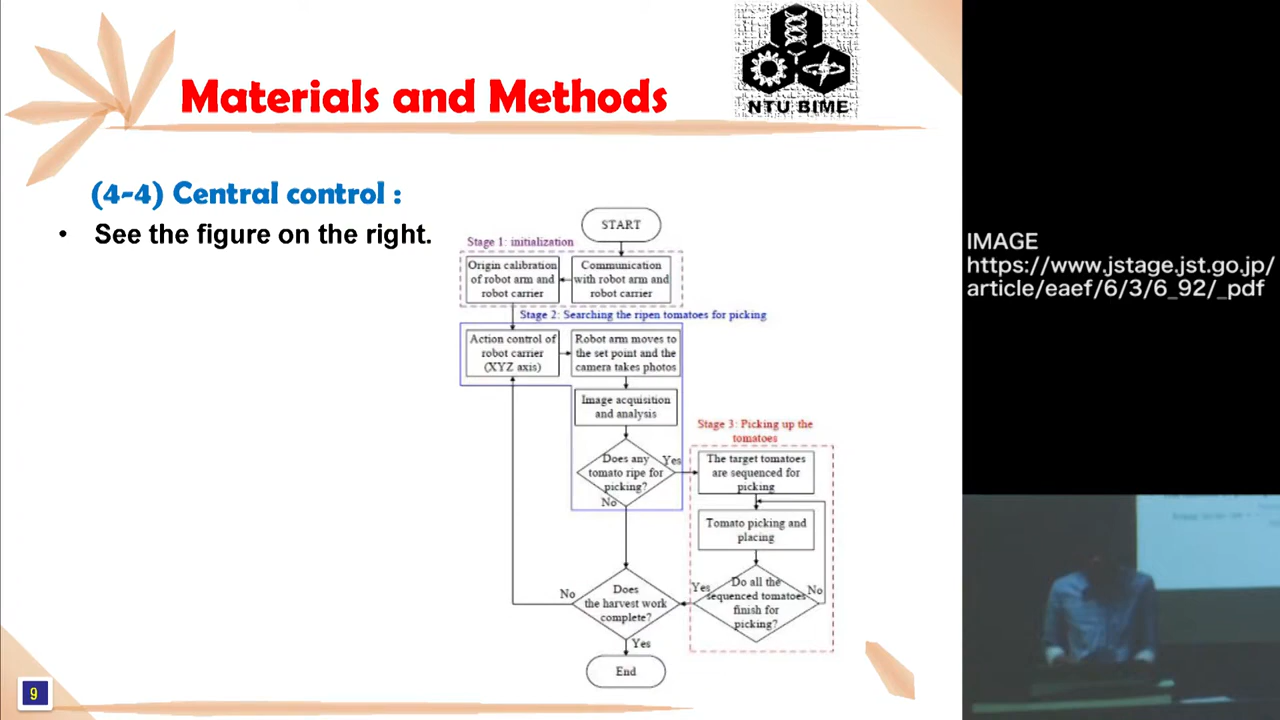 Materials and Methods
NTU BIME
(4-4) Central control :
• See the figure on the right.
START
Stage 1: initialization
Origin calibration
of robot arm and
robot carrier
Communication
with robot arm and
robot carrier
Stage 2: Searching the ripen tomatoes for picking
Action control of
robot carrier
(XYZ axis)
Robot arm moves to
the set point and the
camera takes photos
Image acquisition
and analysis
Does any
tomato ripe for
picking?
Yes
No
Stage 3: Picking up the
tomatoes
The target tomatoes
are sequenced for
picking
Tomato picking and
placing
Do all the
sequenced tomatoes
finish for
picking?
Yes
No
Does
the harvest work
complete?
No
Yes
End
9
IMAGE
https://www.jstage.jst.go.jp/
article/eaef/6/3/6_92/_pdf